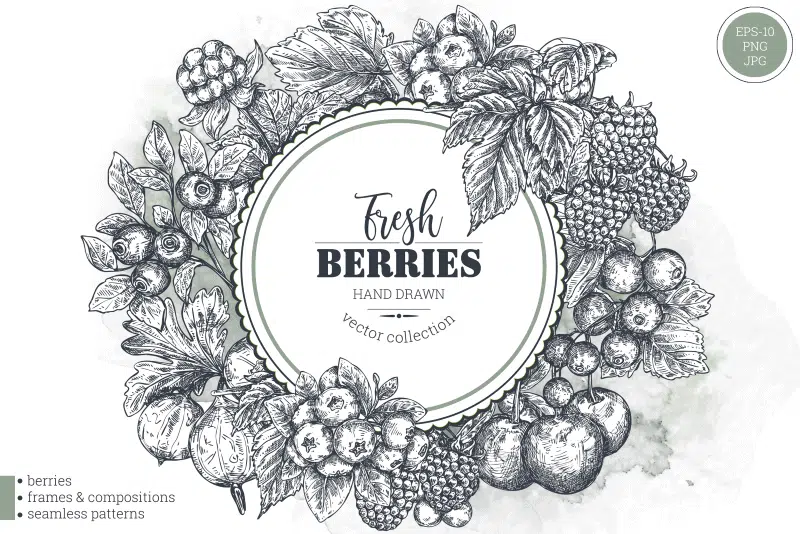 EPS-10
PNG
JPG
Fresh
BERRIES
HAND DRAWN
vector collection
• berries
• frames & compositions
• seamless patterns